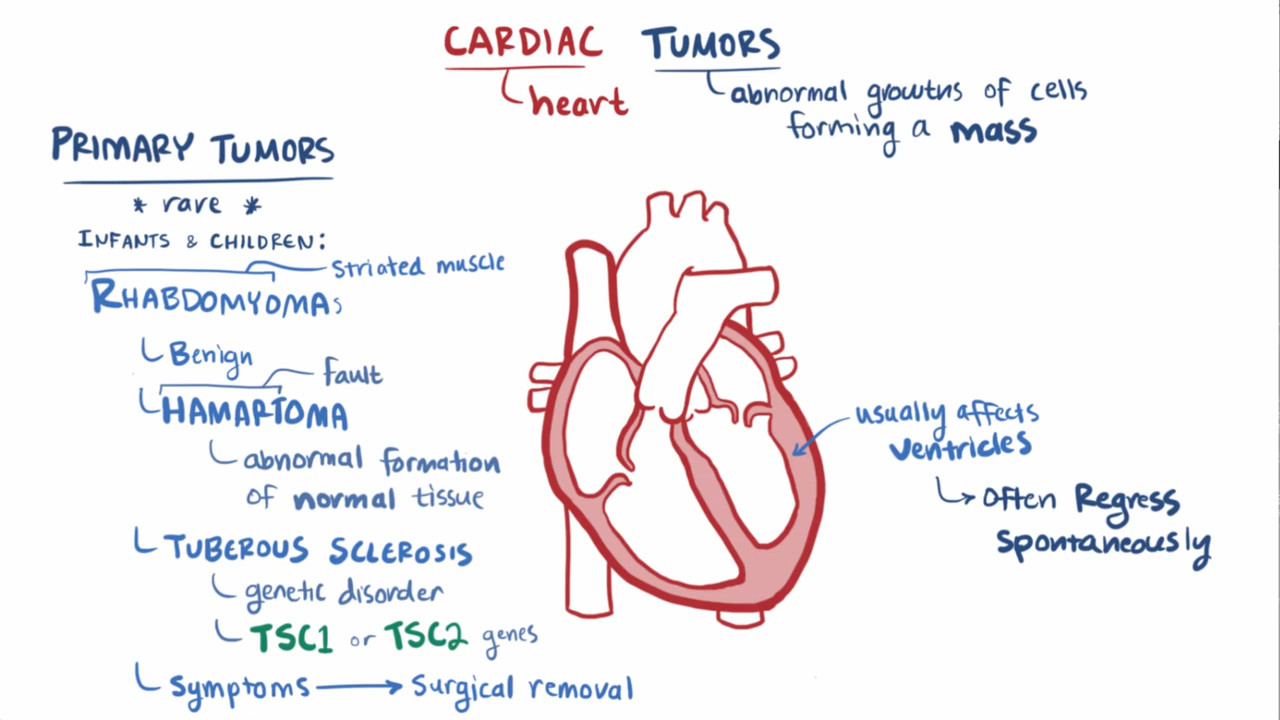 CARDIAC TUMORS
heart
abnormal growths of cells
forming a mass
PRIMARY TUMORS
* rare *
INFANTS & CHILDREN:
striated muscle
RHABDOMYOMAs
Benign
fault
HAMARTOMA
abnormal formation
of normal tissue
TUBEROUS SCLEROSIS
genetic disorder
TSC1 or TSC2 genes
Symptoms → Surgical removal
usually affects
ventricles
Often Regress
Spontaneously